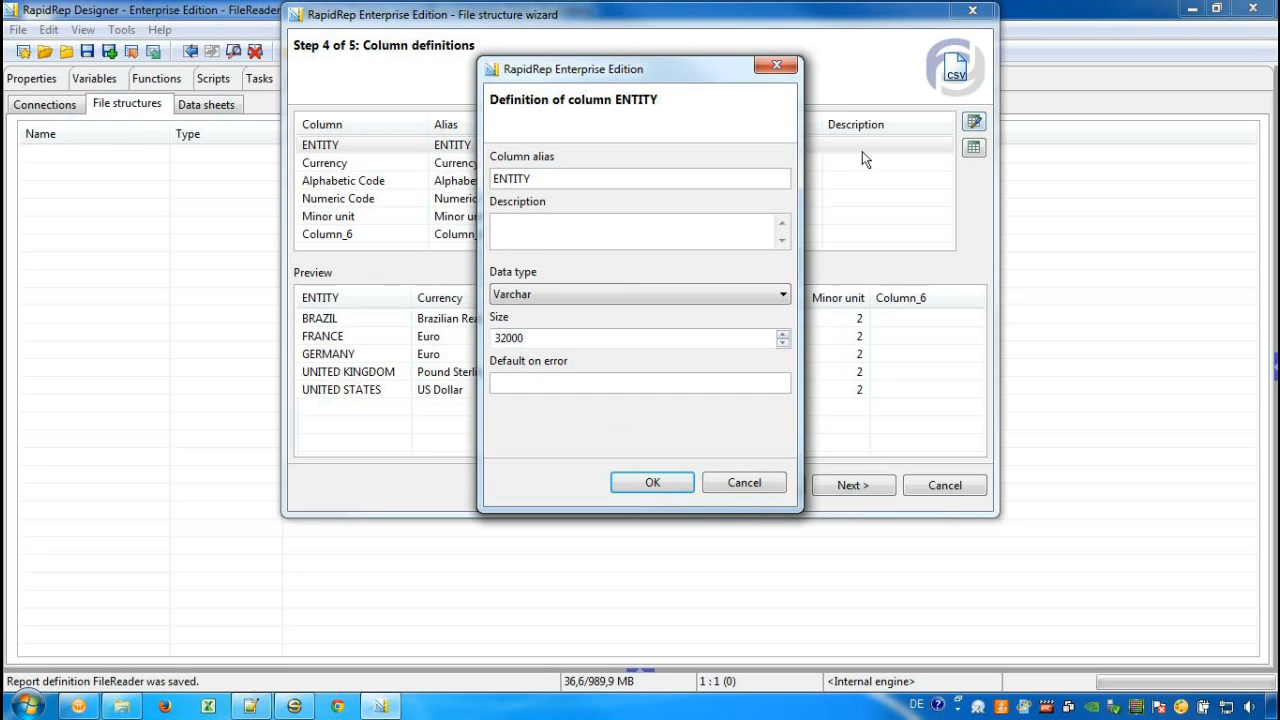 RapidRep Designer - Enterprise Edition - FileReader
File Edit View Tools Help
Properties Variables Functions Scripts Tasks
Connections File structures Data sheets
Name Type
RapidRep Enterprise Edition - File structure wizard
Step 4 of 5: Column definitions
CSV
Column Alias Description
ENTITY ENTITY
Currency Currency
Alphabetic Code Alphabe
Numeric Code Numeric
Minor unit Minor un
Column_6 Column_
Preview
ENTITY Currency Minor unit Column_6
BRAZIL Brazilian Rea 2
FRANCE Euro 2
GERMANY Euro 2
UNITED KINGDOM Pound Sterli 2
UNITED STATES US Dollar 2
Next > Cancel
RapidRep Enterprise Edition
Definition of column ENTITY
Column alias
ENTITY
Description
Data type
Varchar
Size
32000
Default on error
OK Cancel
Report definition FileReader was saved. 36,6/989,9 MB 1 : 1 (0) <Internal engine>
DE